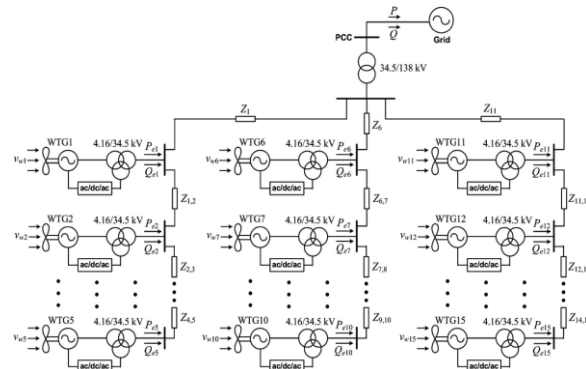 P
Q
PCC
Grid
34.5/138 kV
Z1
Z6
Z11
WTG1 4.16/34.5 kV Pe1
vw1 Qe1
ac/dc/ac
WTG6 4.16/34.5 kV Pe6
vw6 Qe6
ac/dc/ac
WTG11 4.16/34.5 kV Pe11
vw11 Qe11
ac/dc/ac
Z1,2
Z6,7
Z11,1
WTG2 4.16/34.5 kV Pe2
vw2 Qe2
ac/dc/ac
WTG7 4.16/34.5 kV Pe7
vw7 Qe7
ac/dc/ac
WTG12 4.16/34.5 kV Pe12
vw12 Qe12
ac/dc/ac
Z2,3
Z7,8
Z12,1
Z4,5
Z9,10
Z14,1
WTG5 4.16/34.5 kV Pe5
vw5 Qe5
ac/dc/ac
WTG10 4.16/34.5 kV Pe10
vw10 Qe10
ac/dc/ac
WTG15 4.16/34.5 kV Pe15
vw15 Qe15
ac/dc/ac